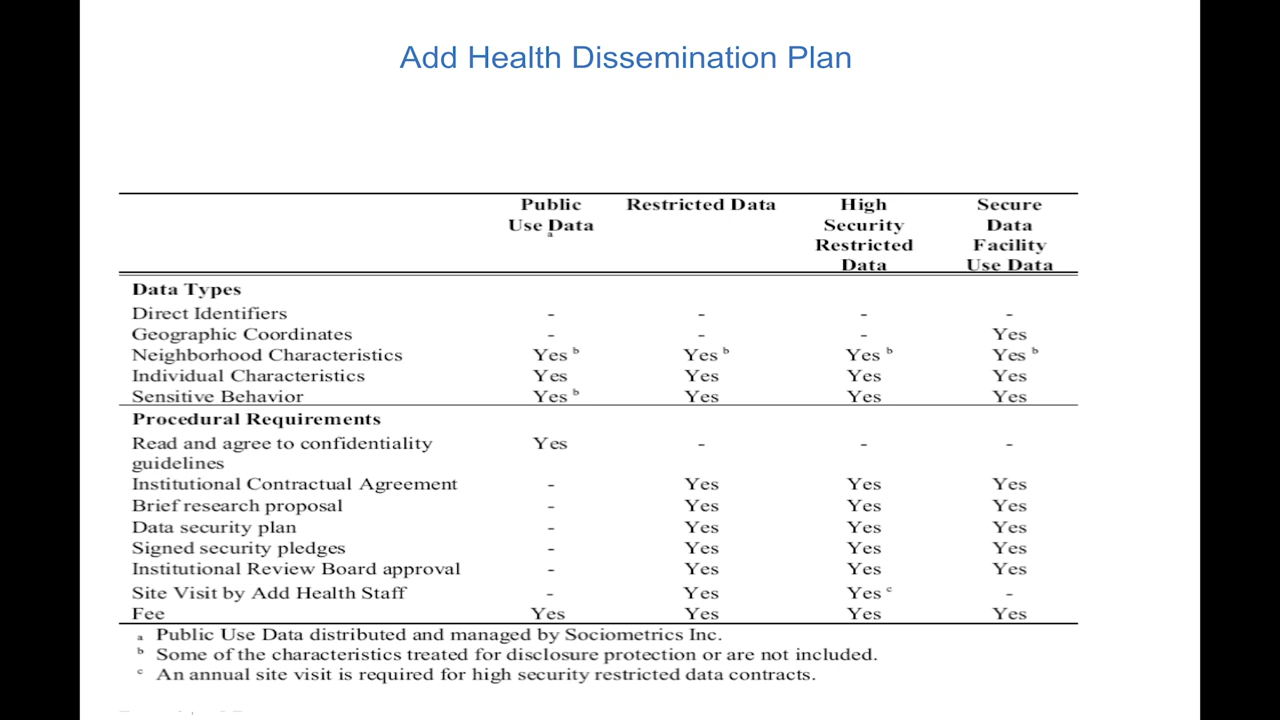 Add Health Dissemination Plan
Public Restricted Data High Secure
Use Data Security Data
a Restricted Facility
Data Use Data
Data Types
Direct Identifiers - - - -
Geographic Coordinates - - - Yes
Neighborhood Characteristics Yes b Yes b Yes b Yes b
Individual Characteristics Yes Yes Yes Yes
Sensitive Behavior Yes b Yes Yes Yes
Procedural Requirements
Read and agree to confidentiality Yes - - -
guidelines
Institutional Contractual Agreement - Yes Yes Yes
Brief research proposal - Yes Yes Yes
Data security plan - Yes Yes Yes
Signed security pledges - Yes Yes Yes
Institutional Review Board approval - Yes Yes Yes
Site Visit by Add Health Staff - Yes Yes c -
Fee Yes Yes Yes Yes
a Public Use Data distributed and managed by Sociometrics Inc.
b Some of the characteristics treated for disclosure protection or are not included.
c An annual site visit is required for high security restricted data contracts.